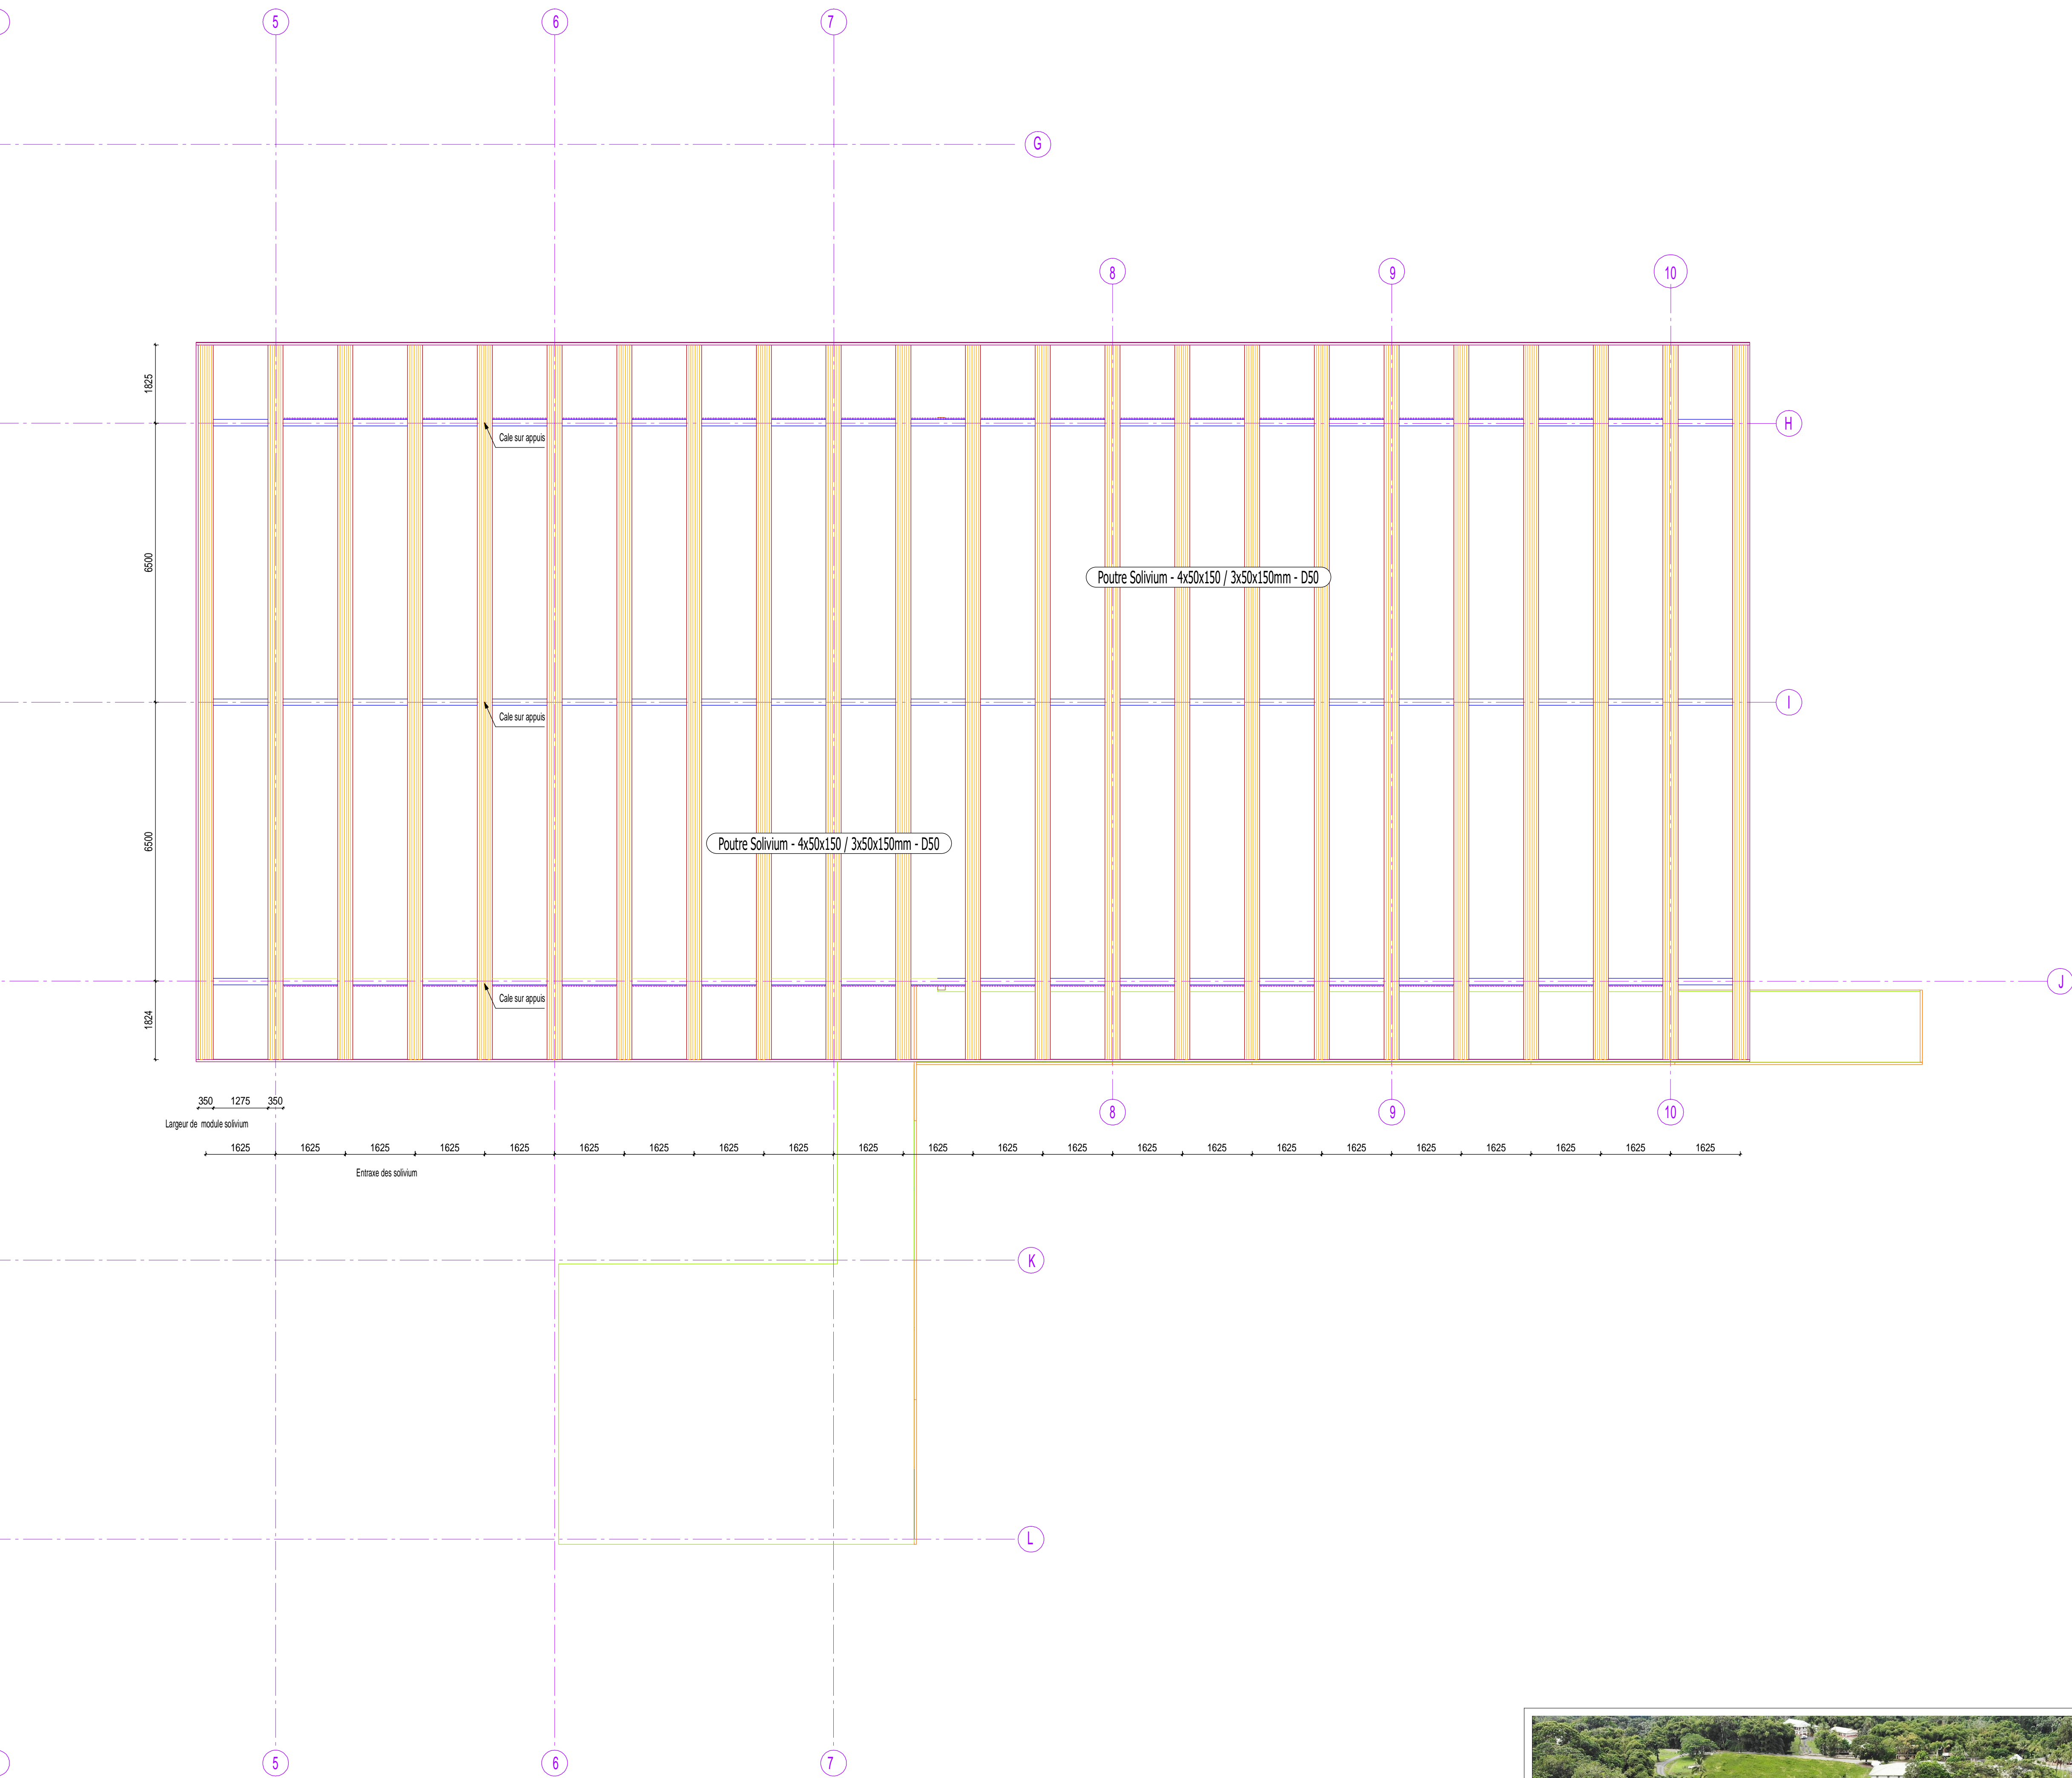 5
6
7
G
8
9
10
1825
H
Cale sur appuis
6500
Poutre Solivium - 4x50x150 / 3x50x150mm - D50
I
Cale sur appuis
6500
Poutre Solivium - 4x50x150 / 3x50x150mm - D50
J
Cale sur appuis
1824
350 1275 350
8
9
10
Largeur de module solivium
1625 1625 1625 1625 1625 1625 1625 1625 1625 1625 1625 1625 1625 1625 1625 1625 1625 1625 1625 1625 1625 1625
Entraxe des solivium
K
L
5
6
7